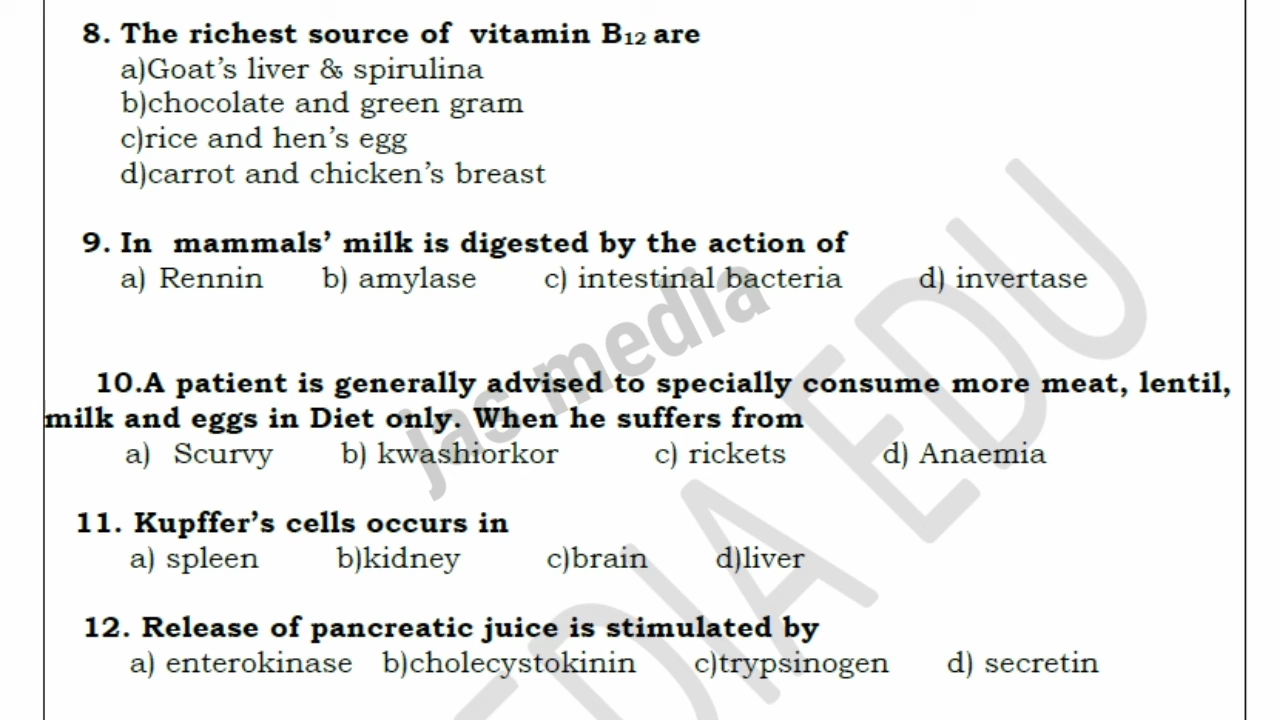 8. The richest source of vitamin B₁₂ are
a)Goat’s liver & spirulina
b)chocolate and green gram
c)rice and hen’s egg
d)carrot and chicken’s breast
9. In mammals’ milk is digested by the action of
a) Rennin b) amylase c) intestinal bacteria d) invertase
10.A patient is generally advised to specially consume more meat, lentil,
milk and eggs in Diet only. When he suffers from
a) Scurvy b) kwashiorkor c) rickets d) Anaemia
11. Kupffer’s cells occurs in
a) spleen b)kidney c)brain d)liver
12. Release of pancreatic juice is stimulated by
a) enterokinase b)cholecystokinin c)trypsinogen d) secretin
jas media
EDIA EDU